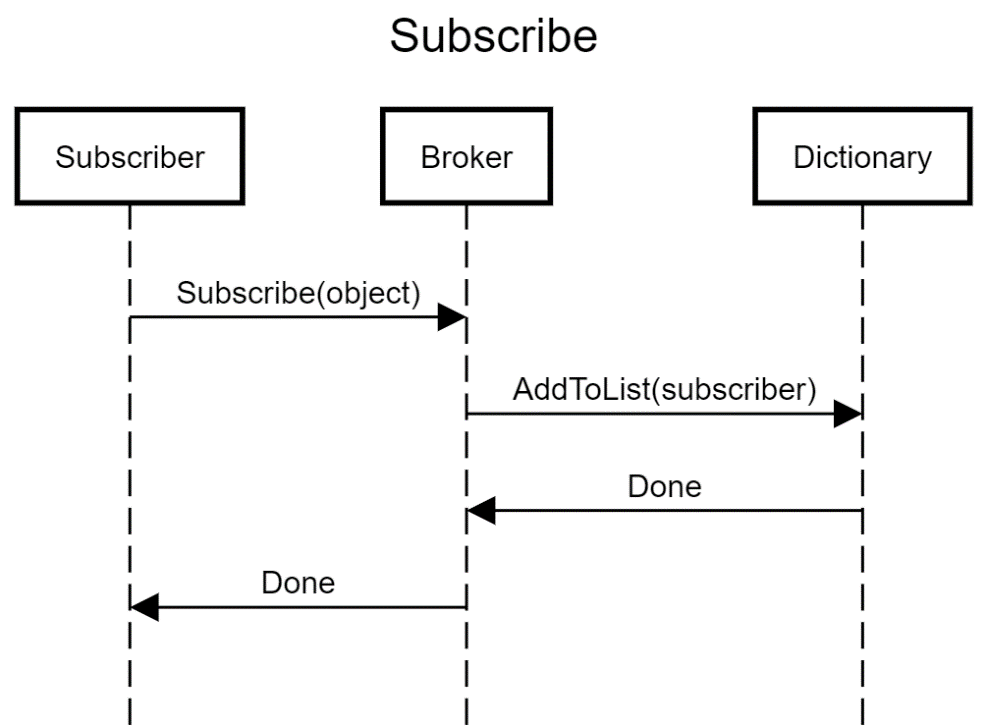 Subscribe
Subscriber
Broker
Dictionary
Subscribe(object)
AddToList(subscriber)
Done
Done